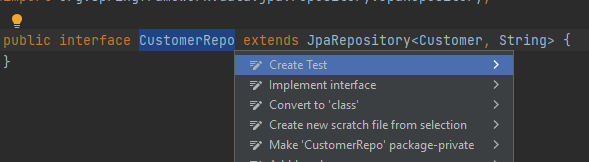 public interface CustomerRepo extends JpaRepository<Customer, String> {
}
Create Test
Implement interface
Convert to 'class'
Create new scratch file from selection
Make 'CustomerRepo' package-private